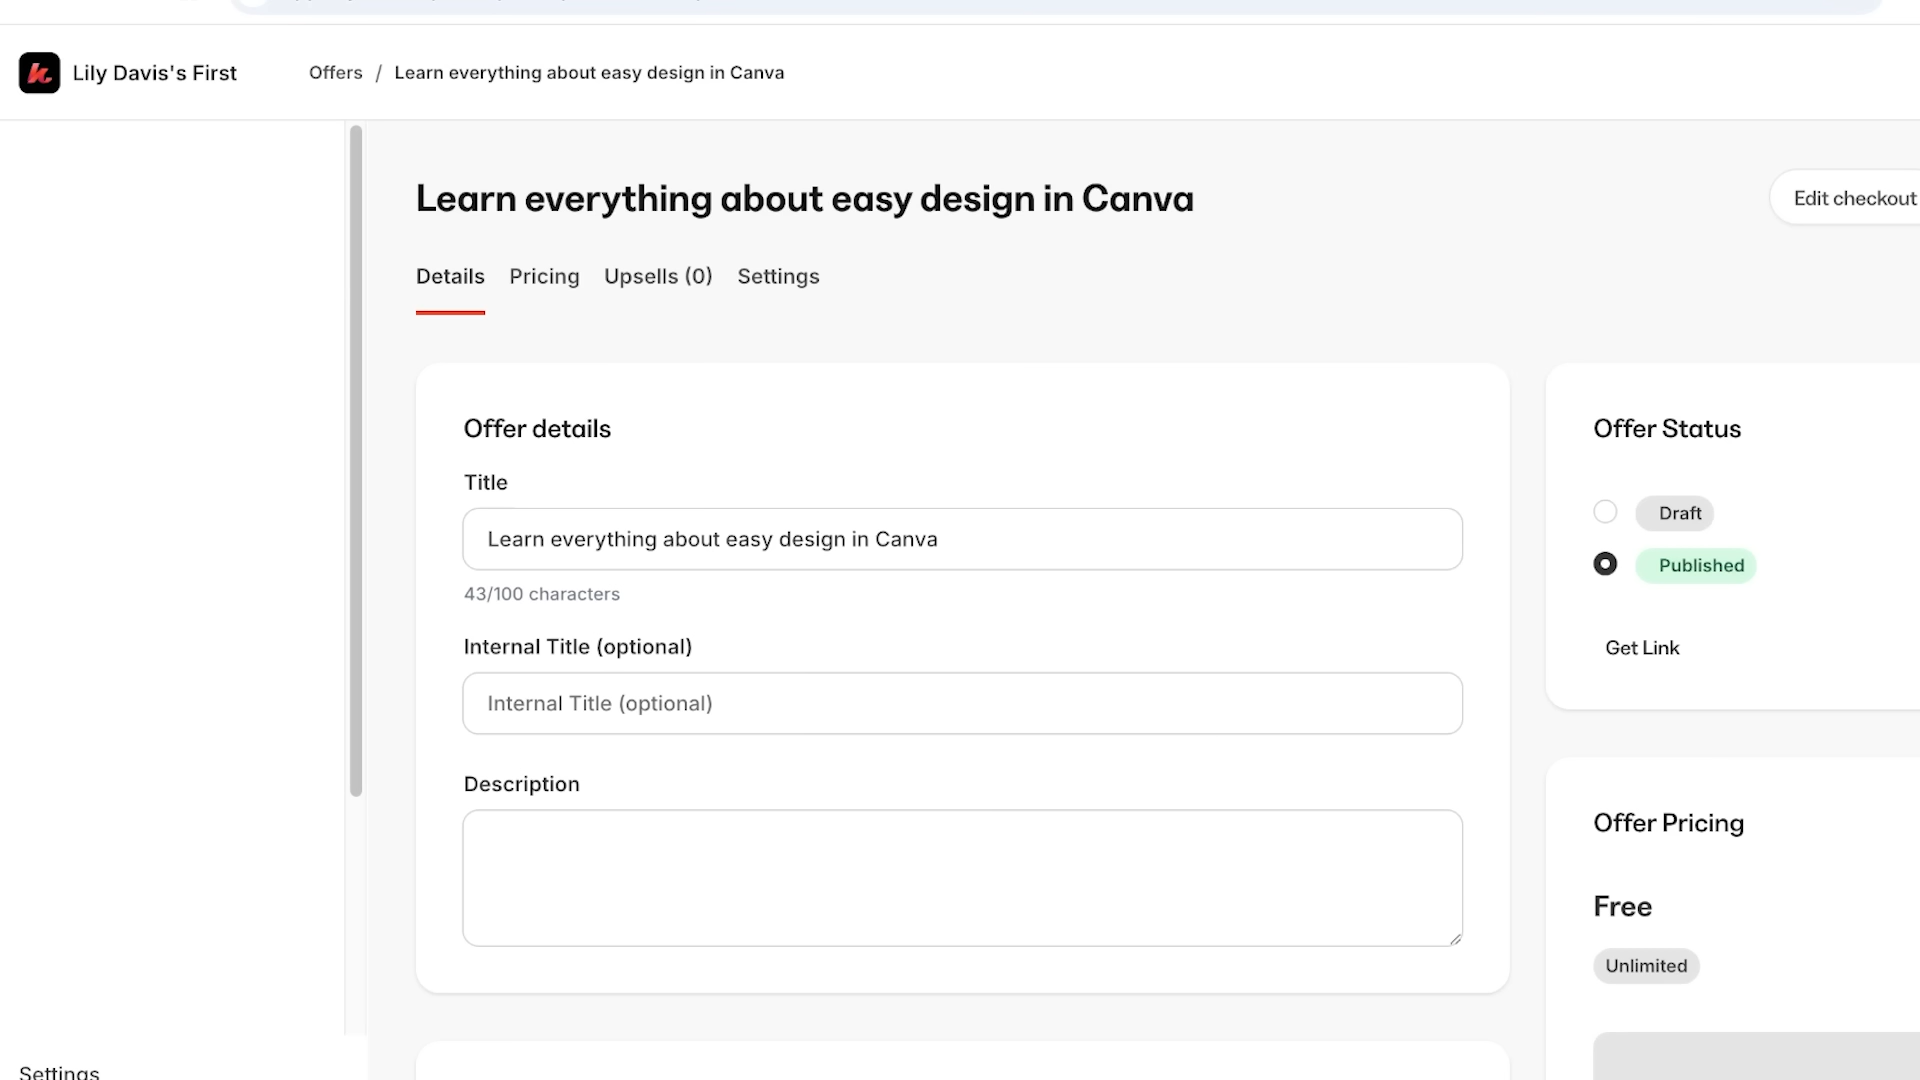 Lily Davis's First
Offers / Learn everything about easy design in Canva
Learn everything about easy design in Canva
Edit checkout
Details Pricing Upsells (0) Settings
Offer details
Title
Learn everything about easy design in Canva
43/100 characters
Internal Title (optional)
Internal Title (optional)
Description
Offer Status
Draft
Published
Get Link
Offer Pricing
Free
Unlimited
Settings